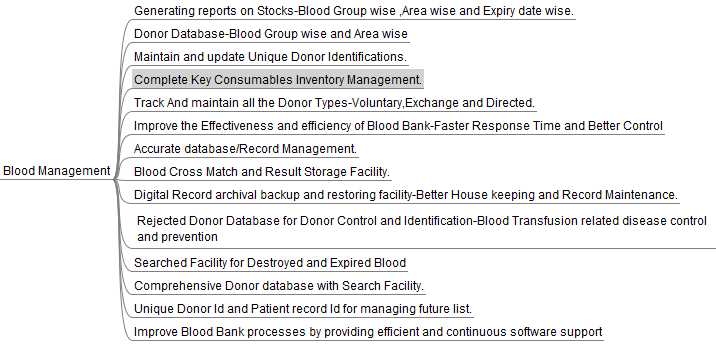 Generating reports on Stocks-Blood Group wise ,Area wise and Expiry date wise.
Donor Database-Blood Group wise and Area wise
Maintain and update Unique Donor Identifications.
Complete Key Consumables Inventory Management.
Track And maintain all the Donor Types-Voluntary,Exchange and Directed.
Improve the Effectiveness and efficiency of Blood Bank-Faster Response Time and Better Control
Accurate database/Record Management.
Blood Management
Blood Cross Match and Result Storage Facility.
Digital Record archival backup and restoring facility-Better House keeping and Record Maintenance.
Rejected Donor Database for Donor Control and Identification-Blood Transfusion related disease control
and prevention
Searched Facility for Destroyed and Expired Blood
Comprehensive Donor database with Search Facility.
Unique Donor Id and Patient record Id for managing future list.
Improve Blood Bank processes by providing efficient and continuous software support